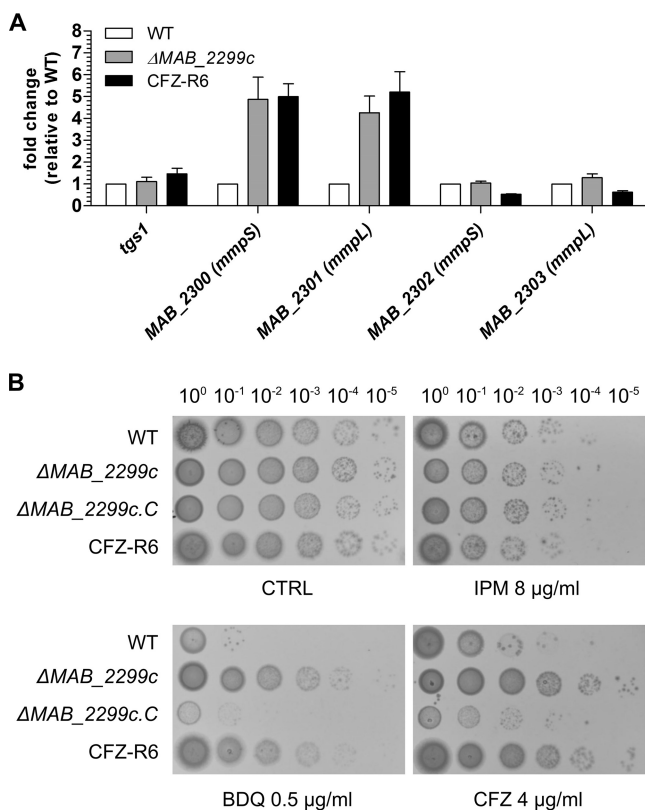 A
WT
ΔMAB_2299c
CFZ-R6
fold change
(relative to WT)
8
7
6
5
4
3
2
1
0
tgs1
MAB_2300 (mmpS)
MAB_2301 (mmpL)
MAB_2302 (mmpS)
MAB_2303 (mmpL)
B
10⁰ 10⁻¹ 10⁻² 10⁻³ 10⁻⁴ 10⁻⁵ 10⁰ 10⁻¹ 10⁻² 10⁻³ 10⁻⁴ 10⁻⁵
WT
ΔMAB_2299c
ΔMAB_2299c.C
CFZ-R6
CTRL IPM 8 µg/ml
WT
ΔMAB_2299c
ΔMAB_2299c.C
CFZ-R6
BDQ 0.5 µg/ml CFZ 4 µg/ml